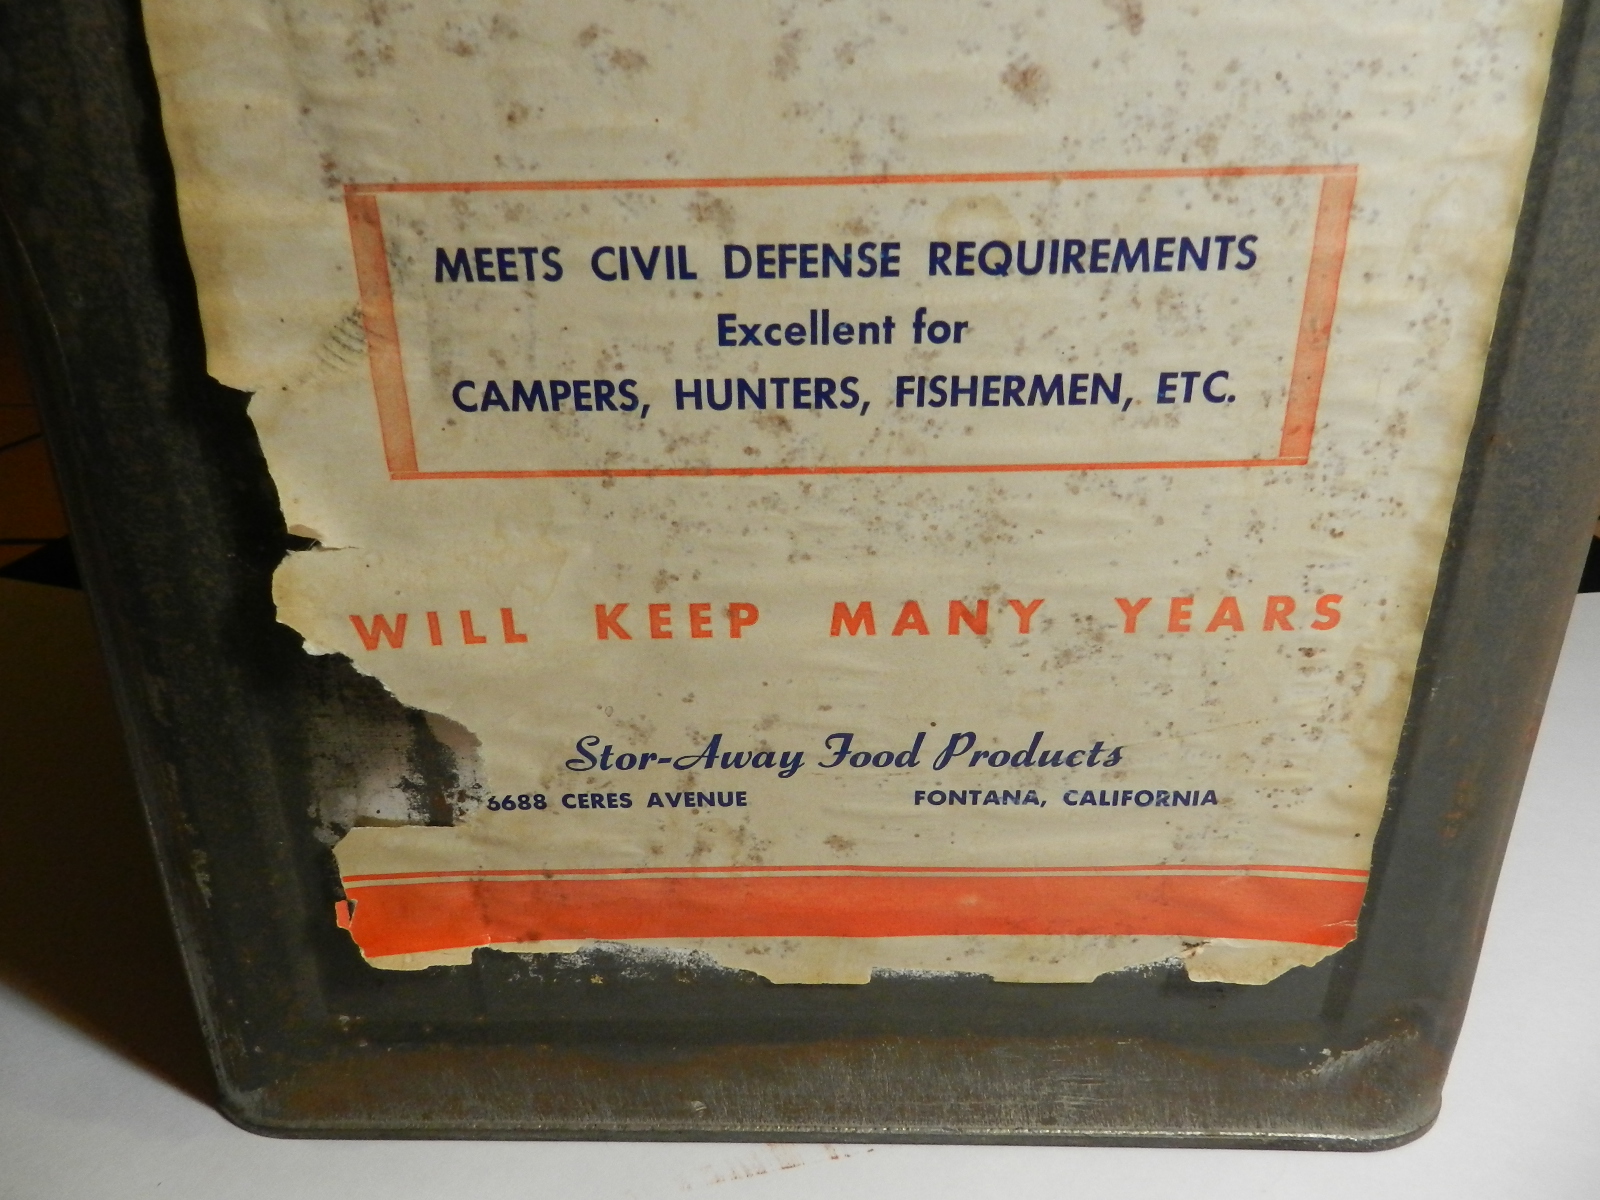 MEETS CIVIL DEFENSE REQUIREMENTS
Excellent for
CAMPERS, HUNTERS, FISHERMEN, ETC.
WILL KEEP MANY YEARS
Stor-Away Food Products
6688 CERES AVENUE FONTANA, CALIFORNIA